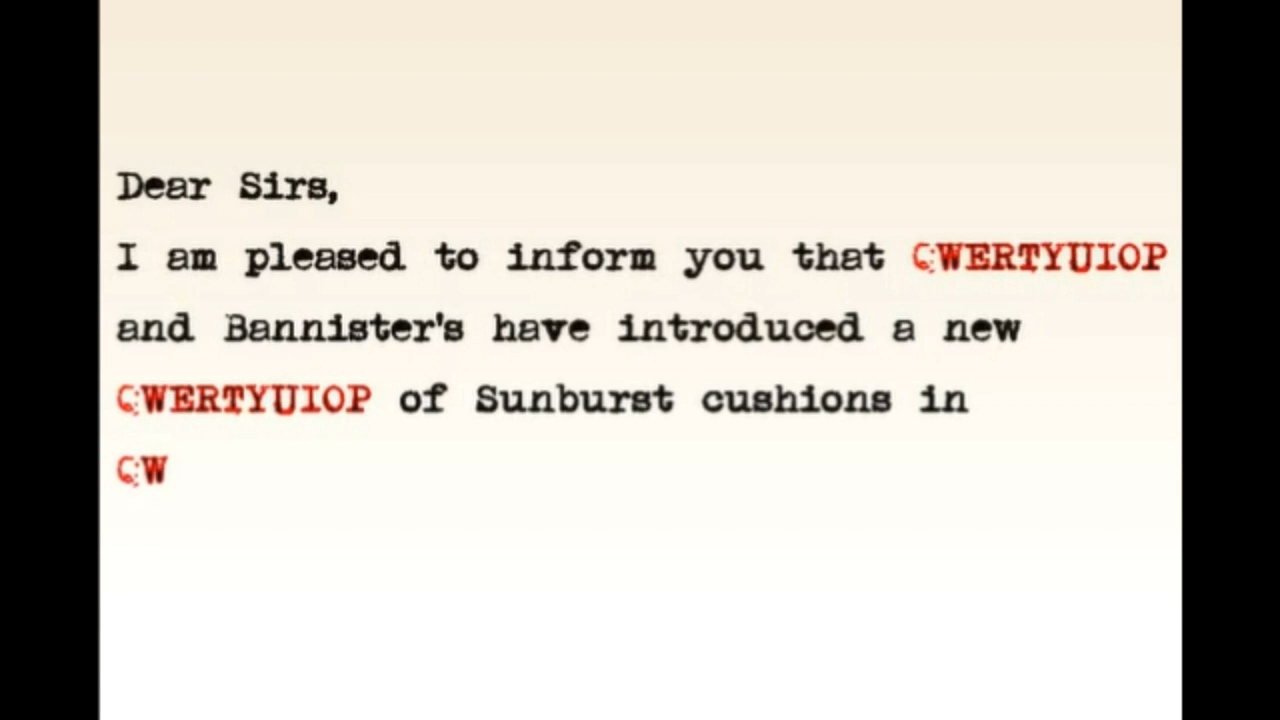 Dear Sirs,
I am pleased to inform you that QWERTYUIOP
and Bannister's have introduced a new
QWERTYUIOP of Sunburst cushions in
QW